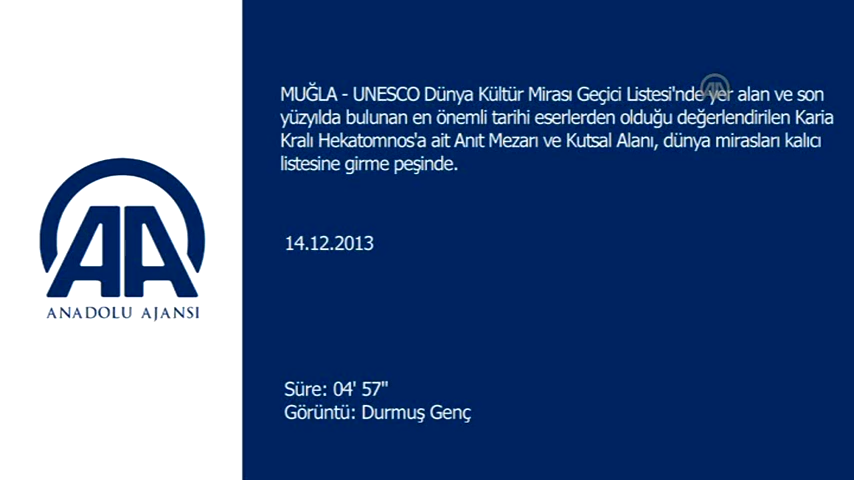 MUĞLA - UNESCO Dünya Kültür Mirası Geçici Listesi'nde yer alan ve son
yüzyılda bulunan en önemli tarihi eserlerden olduğu değerlendirilen Karia
Kralı Hekatomnos'a ait Anıt Mezarı ve Kutsal Alanı, dünya mirasları kalıcı
listesine girme peşinde.
14.12.2013
AA
ANADOLU AJANSI
Süre: 04' 57"
Görüntü: Durmuş Genç
AA